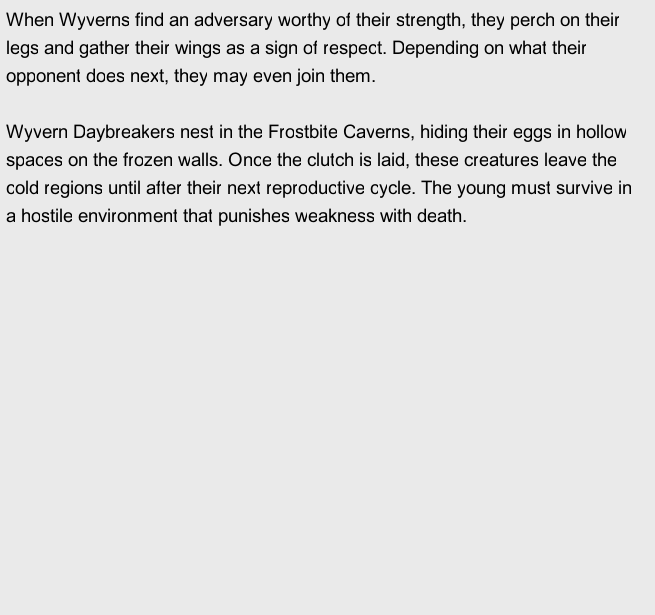 When Wyverns find an adversary worthy of their strength, they perch on their
legs and gather their wings as a sign of respect. Depending on what their
opponent does next, they may even join them.
Wyvern Daybreakers nest in the Frostbite Caverns, hiding their eggs in hollow
spaces on the frozen walls. Once the clutch is laid, these creatures leave the
cold regions until after their next reproductive cycle. The young must survive in
a hostile environment that punishes weakness with death.